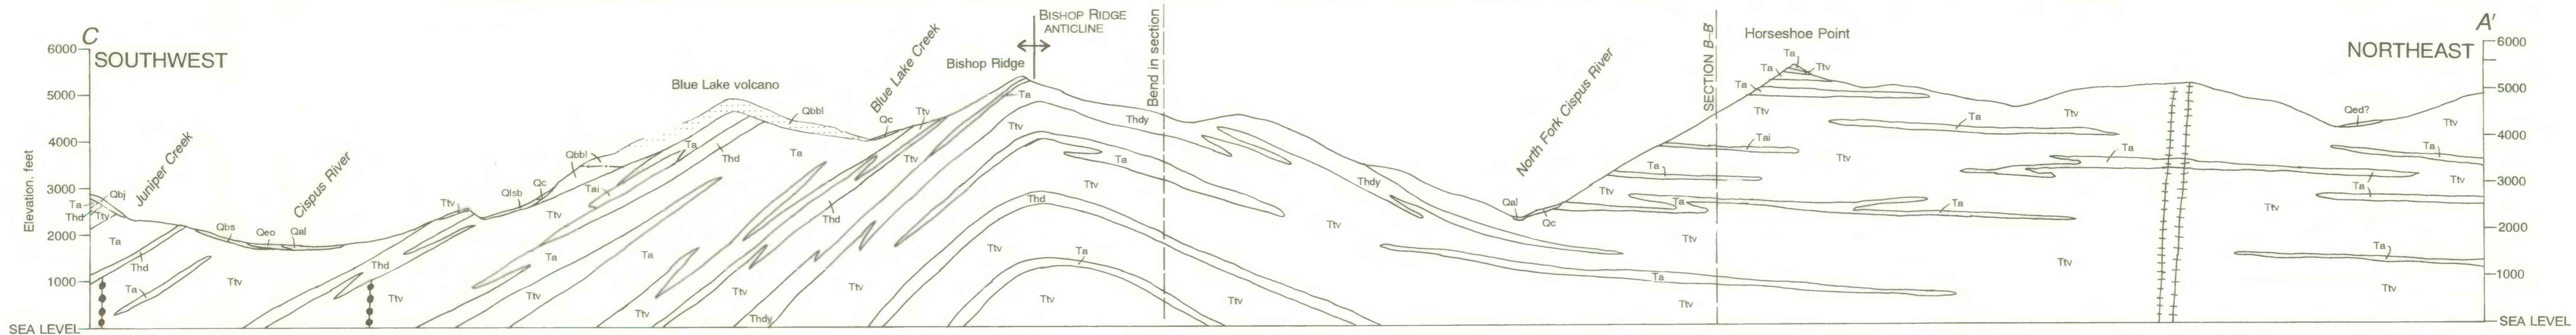 C
SOUTHWEST
6000
5000
4000
3000
2000
1000
SEA LEVEL
Elevation, feet
Qbj
Ta
Thd
Ttv
Juniper Creek
Ta
Thd
Ta
Qbs
Qeo
Qal
Cispus River
Ttv
Ttv
Thd
Ttv
Qlsb
Qc
Qbbl
Tai
Ttv
Ta
Ttv
Blue Lake volcano
Qbbl
Ta
Thd
Ta
Ta
Ttv
Ttv
Thdy
Thd
Blue Lake Creek
Qc
Ttv
Ttv
Ttv
Bishop Ridge
BISHOP RIDGE
ANTICLINE
Ta
Ttv
Thdy
Ta
Ttv
Thd
Ttv
Ta
Ttv
Ttv
Bend in section
Ttv
Thdy
North Fork Cispus River
Qal
Qc
Ttv
Ta
Ta
Ttv
Ta
Ttv
SECTION B–B'
Horseshoe Point
Ta
Ta
Ttv
Ta
Ttv
Tai
Ttv
Ta
Ta
Ttv
Ta
Ttv
Qed?
Ttv
Ta
Ttv
Ta
Ta
Ttv
Ta
Ttv
A'
NORTHEAST
6000
5000
4000
3000
2000
1000
SEA LEVEL